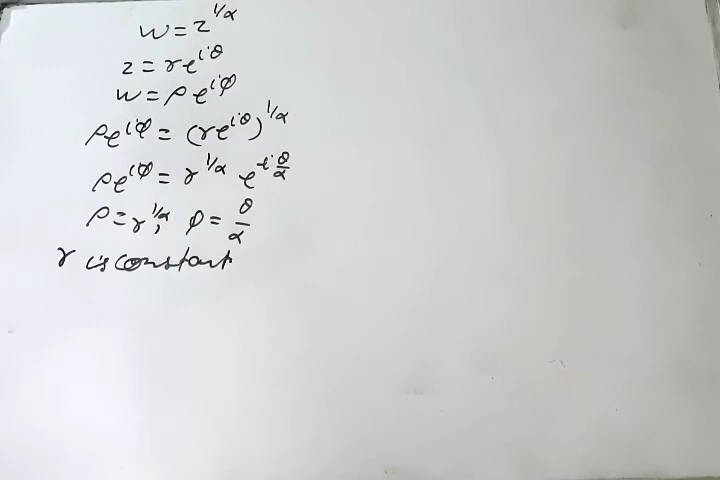 w = z^{1/α}
z = re^{iθ}
w = ρe^{iφ}
ρe^{iφ} = (re^{iθ})^{1/α}
ρe^{iφ} = r^{1/α} e^{iθ/α}
ρ = r^{1/α}, φ = θ/α
r is constant